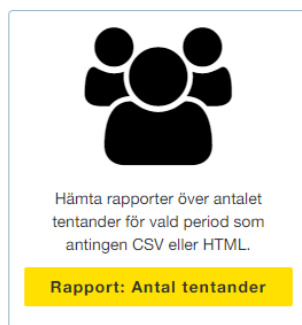 Hämta rapporter över antalet
tentander för vald period som
antingen CSV eller HTML.
Rapport: Antal tentander